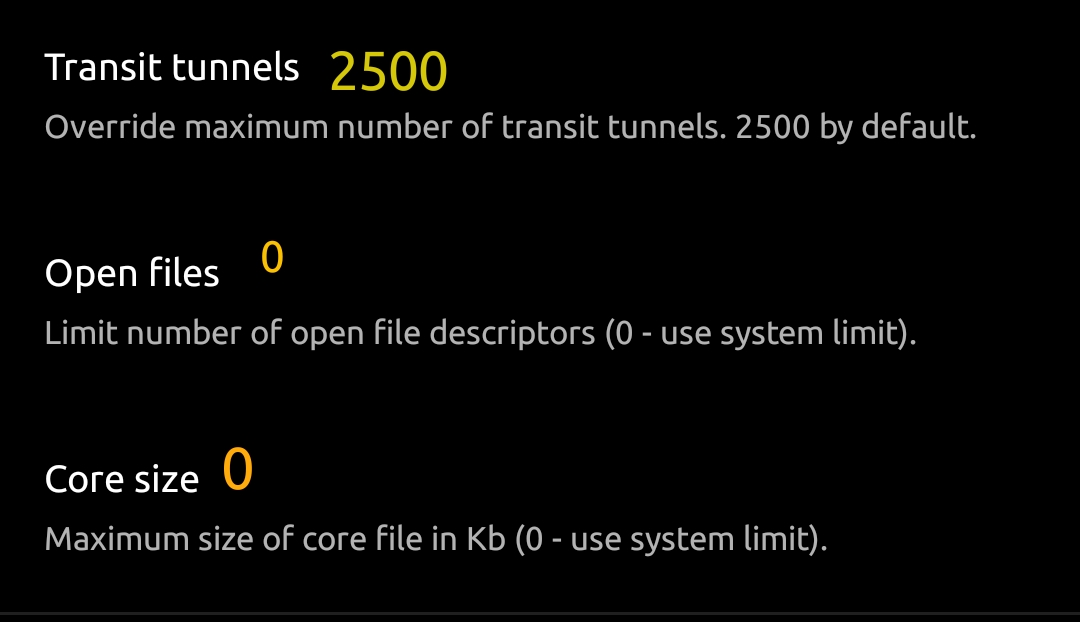 Transit tunnels 2500
Override maximum number of transit tunnels. 2500 by default.
Open files 0
Limit number of open file descriptors (0 - use system limit).
Core size 0
Maximum size of core file in Kb (0 - use system limit).